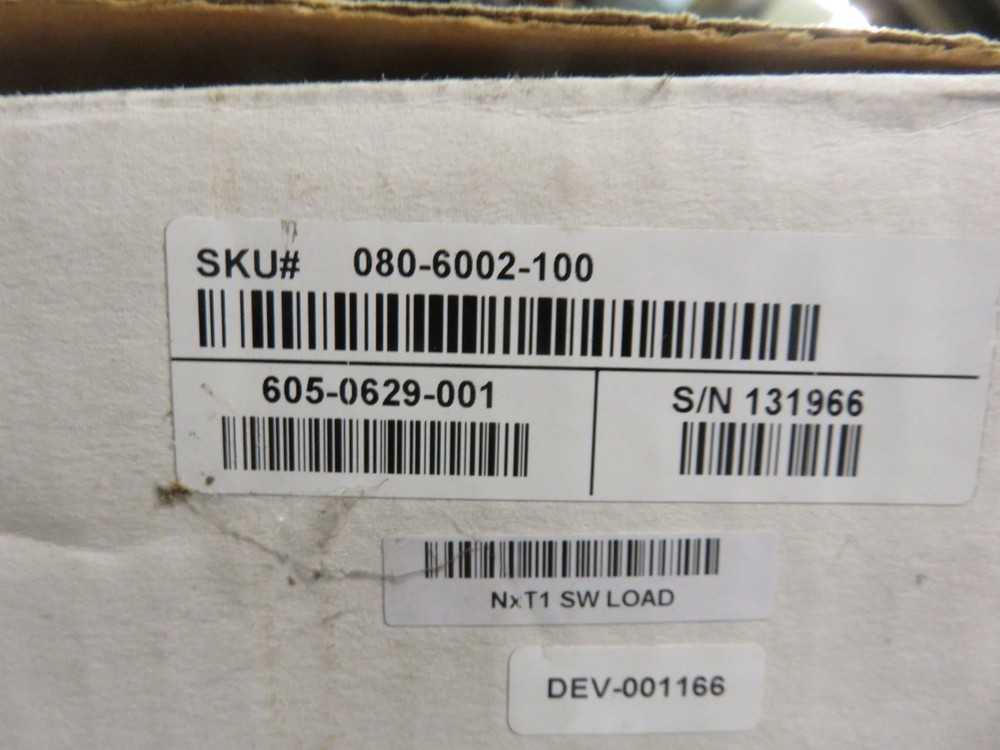 SKU# 080-6002-100
605-0629-001
S/N 131966
NxT1 SW LOAD
DEV-001166